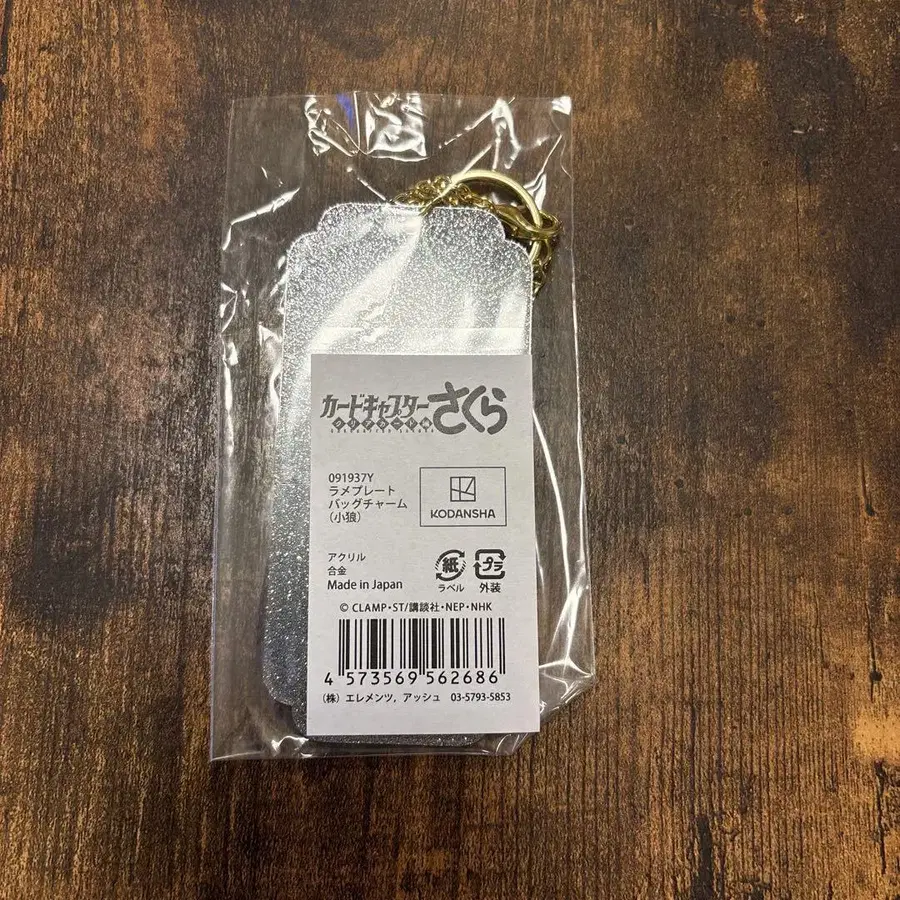 カードキャプターさくら
クリアカード編
091937Y
ラメプレート
バッグチャーム
（小狼）
KODANSHA
アクリル
合金
Made in Japan
紙
ラベル
プラ
外装
© CLAMP・ST/講談社・NEP・NHK
4 573569 562686
（株）エレメンツ，アッシュ 03-5793-5853